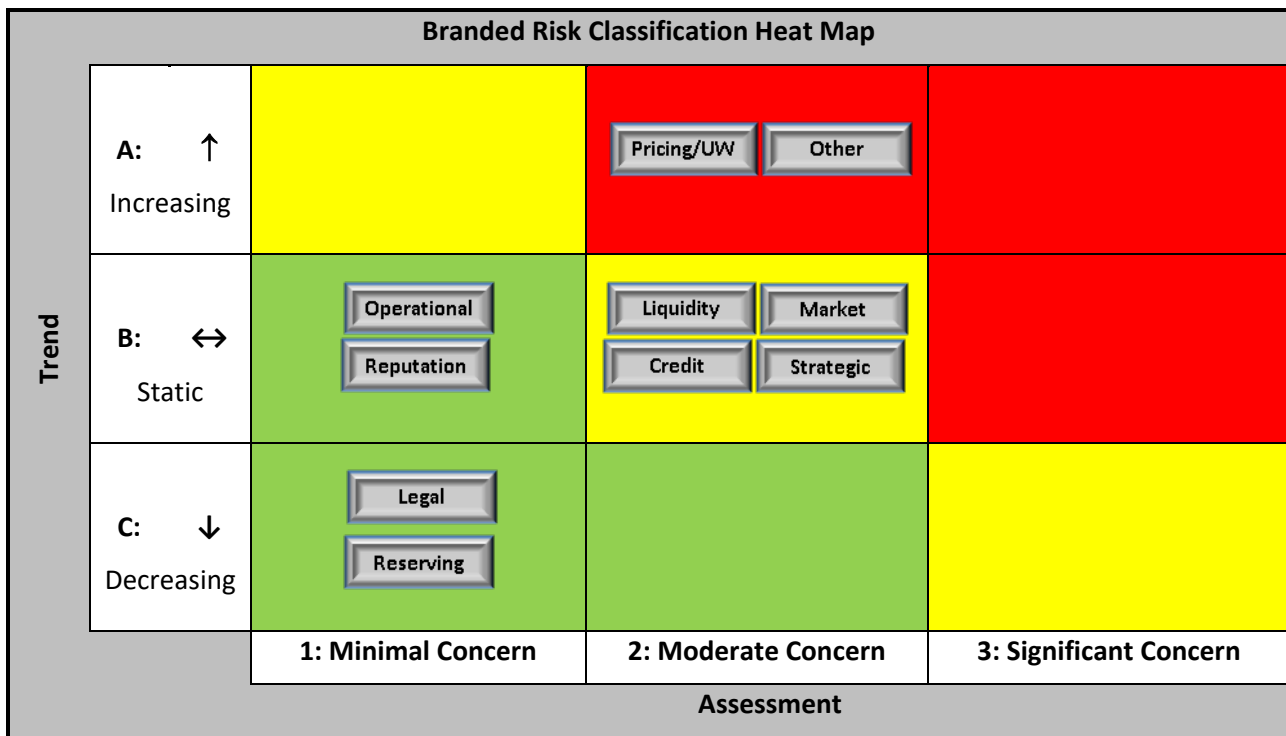 Branded Risk Classification Heat Map
Trend
A: ↑
Increasing
Pricing/UW Other
B: ↔
Static
Operational
Reputation
Liquidity Market
Credit Strategic
C: ↓
Decreasing
Legal
Reserving
1: Minimal Concern 2: Moderate Concern 3: Significant Concern
Assessment